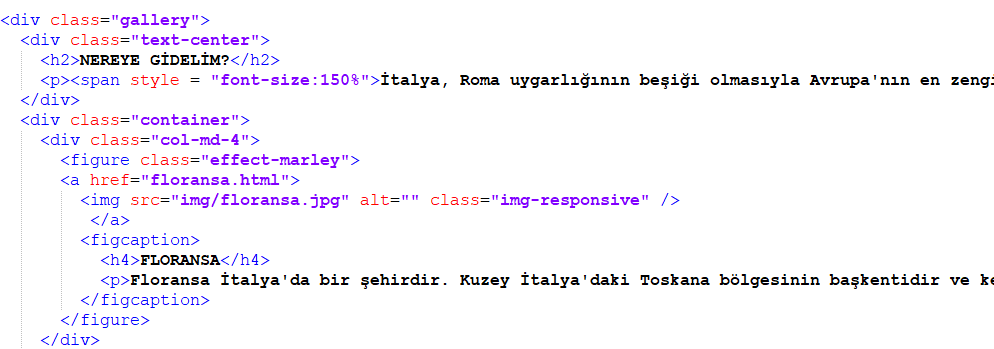 <div class="gallery">
<div class="text-center">
<h2>NEREYE GİDELİM?</h2>
<p><span style = "font-size:150%">İtalya, Roma uygarlığının beşiği olmasıyla Avrupa'nın en zengi
</div>
<div class="container">
<div class="col-md-4">
<figure class="effect-marley">
<a href="floransa.html">
<img src="img/floransa.jpg" alt="" class="img-responsive" />
</a>
<figcaption>
<h4>FLORANSA</h4>
<p>Floransa İtalya'da bir şehirdir. Kuzey İtalya'daki Toskana bölgesinin başkentidir ve ke
</figcaption>
</figure>
</div>